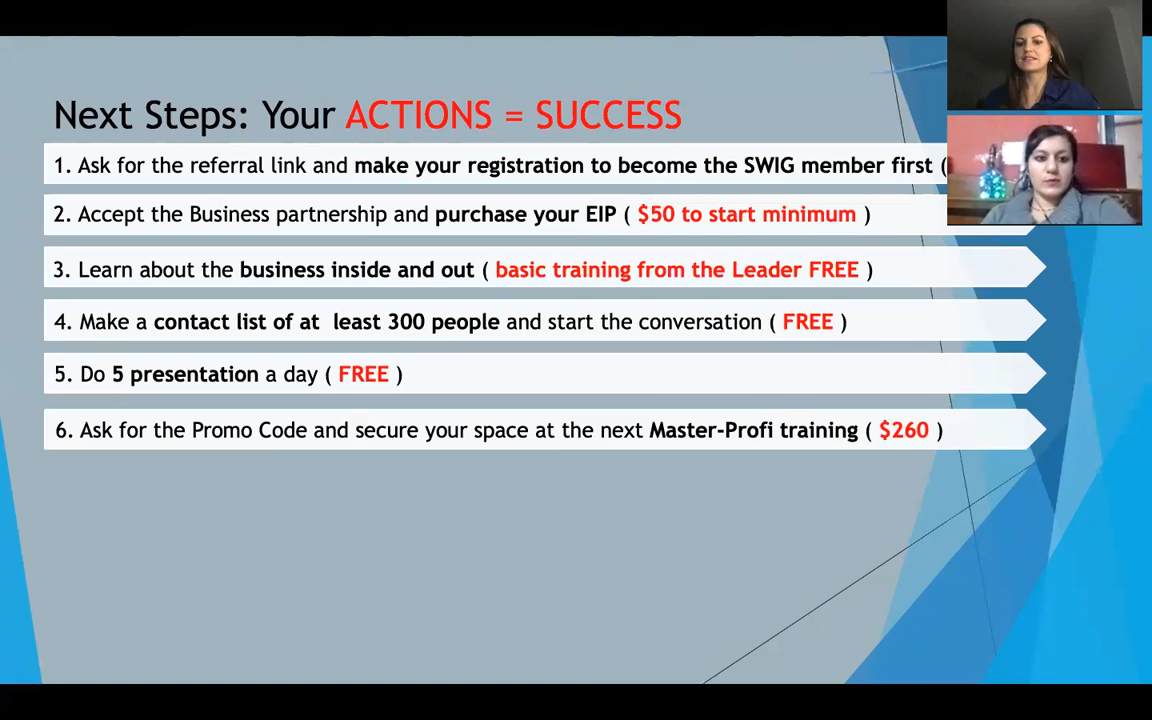 Next Steps: Your ACTIONS = SUCCESS
1. Ask for the referral link and make your registration to become the SWIG member first (
2. Accept the Business partnership and purchase your EIP ( $50 to start minimum )
3. Learn about the business inside and out ( basic training from the Leader FREE )
4. Make a contact list of at  least 300 people and start the conversation ( FREE )
5. Do 5 presentation a day ( FREE )
6. Ask for the Promo Code and secure your space at the next Master-Profi training ( $260 )